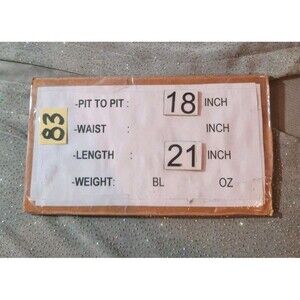 83
-PIT TO PIT : 18 INCH
-WAIST : INCH
-LENGTH : 21 INCH
-WEIGHT: BL OZ